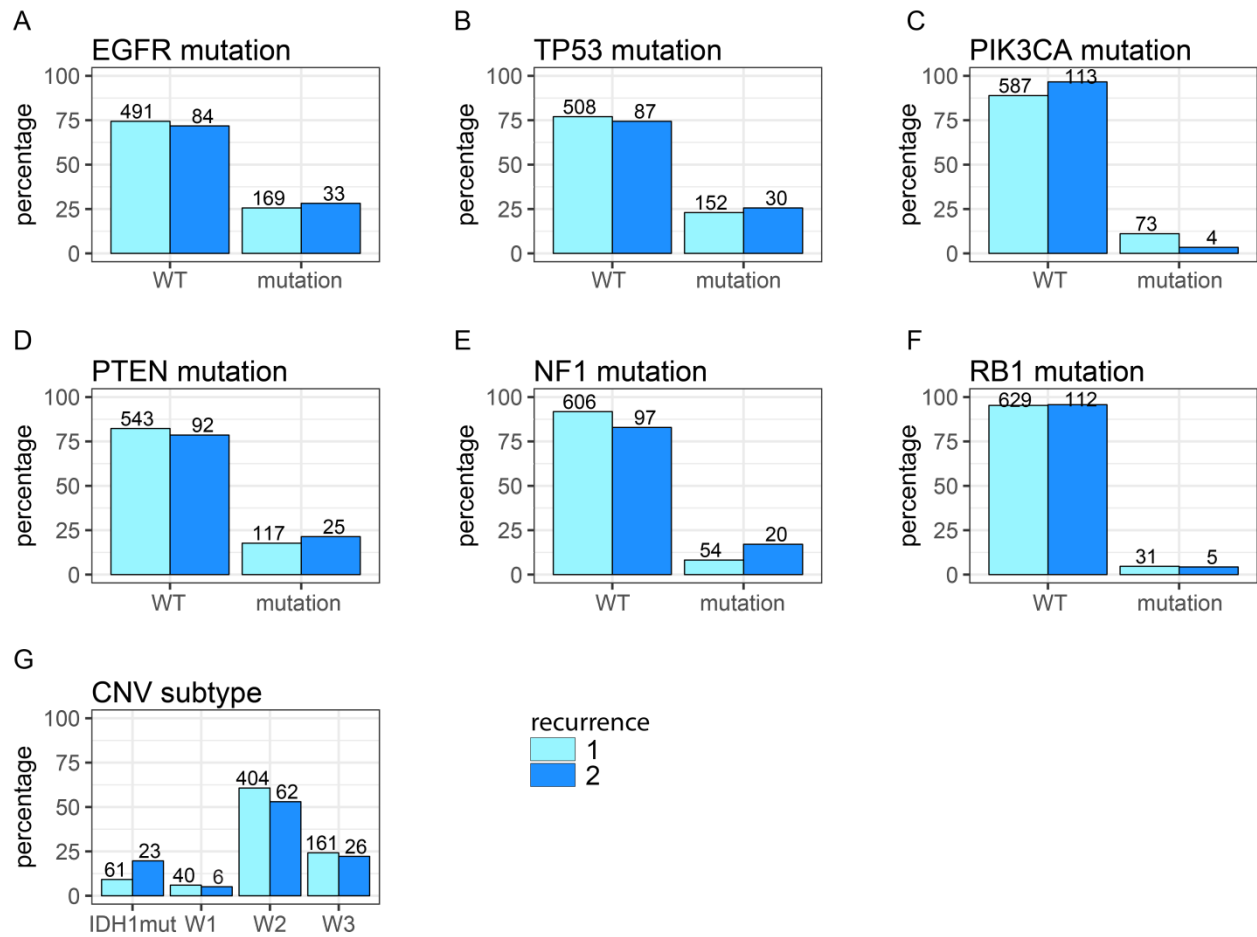 A
EGFR mutation
percentage
100
75
50
25
0
491
84
169
33
WT
mutation
B
TP53 mutation
percentage
100
75
50
25
0
508
87
152
30
WT
mutation
C
PIK3CA mutation
percentage
100
75
50
25
0
587
113
73
4
WT
mutation
D
PTEN mutation
percentage
100
75
50
25
0
543
92
117
25
WT
mutation
E
NF1 mutation
percentage
100
75
50
25
0
606
97
54
20
WT
mutation
F
RB1 mutation
percentage
100
75
50
25
0
629
112
31
5
WT
mutation
G
CNV subtype
percentage
100
75
50
25
0
61
23
40
6
404
62
161
26
IDH1mut
W1
W2
W3
recurrence
1
2